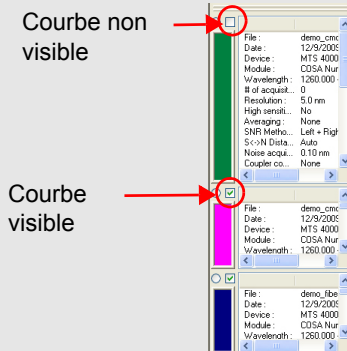 Courbe non
visible
File : demo_cmd
Date : 12/9/2005
Device : MTS 4000
Module : COSA Nur
Wavelength : 1260.000 -
# of acquisit... 0
Resolution : 5.0 nm
High sensiti... No
Averaging : None
SNR Metho... Left + Righ
S<->N Dista... Auto
Noise acqui... 0.10 nm
Coupler co... None
Courbe
visible
File : demo_cmd
Date : 12/9/2005
Device : MTS 4000
Module : COSA Nur
Wavelength : 1260.000 -
File : demo_fibe
Date : 12/9/2005
Device : MTS 4000
Module : COSA Nur
Wavelength : 1260.000 -